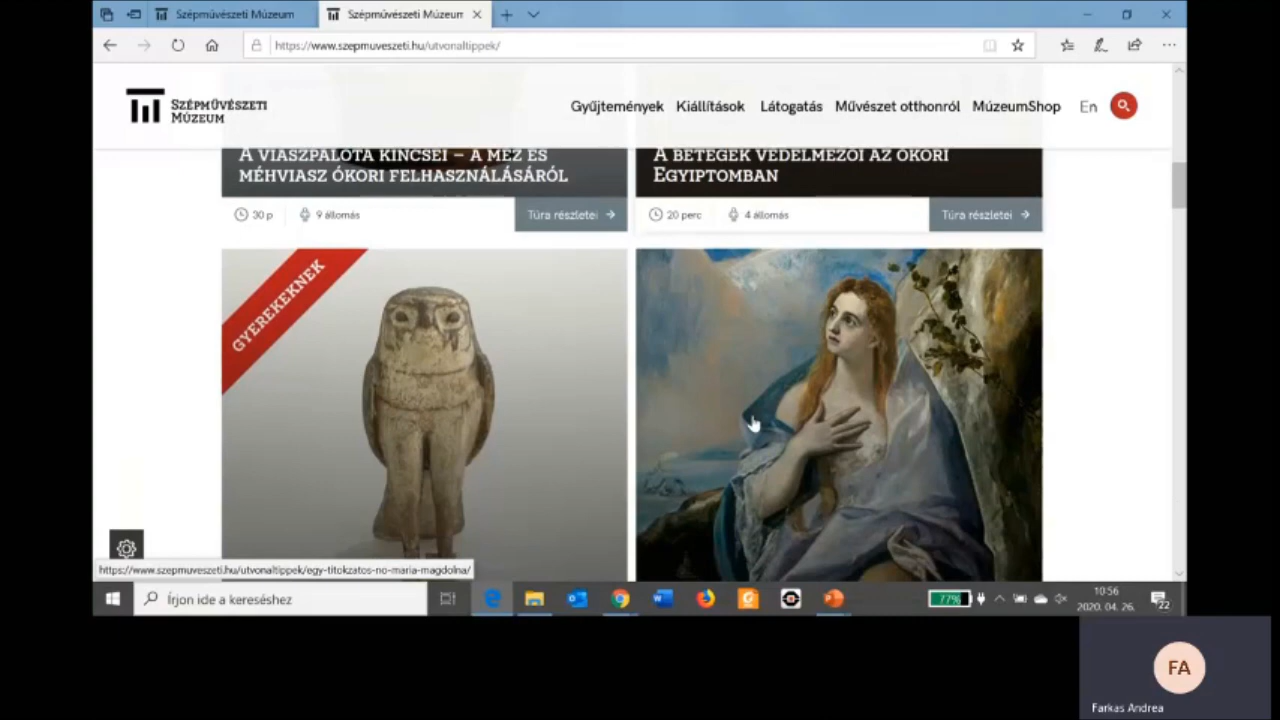 Szépművészeti Múzeum
Szépművészeti Múzeum
https://www.szepmuveszeti.hu/utvonaltippek/
SZÉPMŰVÉSZETI
MÚZEUM
Gyűjtemények Kiállítások Látogatás Művészet otthonról MúzeumShop En
A VIASZPALOTA KINCSEI – A MÉZ ÉS
MÉHVIASZ ÓKORI FELHASZNÁLÁSÁRÓL
A BETEGEK VÉDELMEZŐI AZ ÓKORI
EGYIPTOMBAN
30 p 9 állomás Túra részletei →
20 perc 4 állomás Túra részletei →
GYEREKEKNEK
https://www.szepmuveszeti.hu/utvonaltippek/egy-titokzatos-no-maria-magdolna/
Írjon ide a kereséshez
77%
10:56
2020. 04. 26.
22
FA
Farkas Andrea